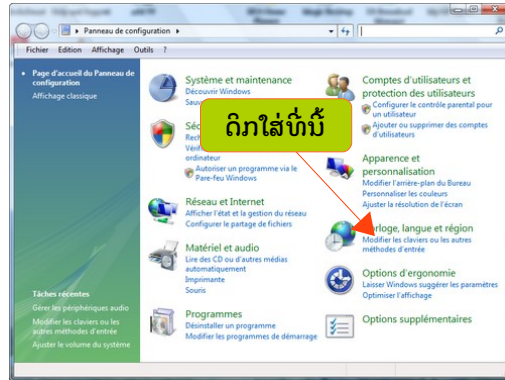 Panneau de configuration
Fichier Edition Affichage Outils ?
Page d'accueil du Panneau de
configuration
Affichage classique
Système et maintenance
Découvrir Windows
Sauv
Séc
Rech
Vérif
ordinateur
Autoriser un programme via le
Pare-feu Windows
Réseau et Internet
Afficher l'état et la gestion du réseau
Configurer le partage de fichiers
Matériel et audio
Lire des CD ou d'autres médias
automatiquement
Imprimante
Souris
Programmes
Désinstaller un programme
Modifier les programmes de démarrage
Comptes d'utilisateurs et
protection des utilisateurs
Configurer le contrôle parental pour
un utilisateur
Ajouter ou supprimer des comptes
d'utilisateurs
Apparence et
personnalisation
Modifier l'arrière-plan du Bureau
Personnaliser les couleurs
Ajuster la résolution de l'écran
orloge, langue et région
Modifier les claviers ou les autres
méthodes d'entrée
Options d'ergonomie
Laisser Windows suggérer les paramètres
Optimiser l'affichage
Options supplémentaires
ຄິກໃສ່ທີ່ນີ້
Tâches récentes
Gérer les périphériques audio
Modifier les claviers ou les
autres méthodes d'entrée
Ajuster le volume du système